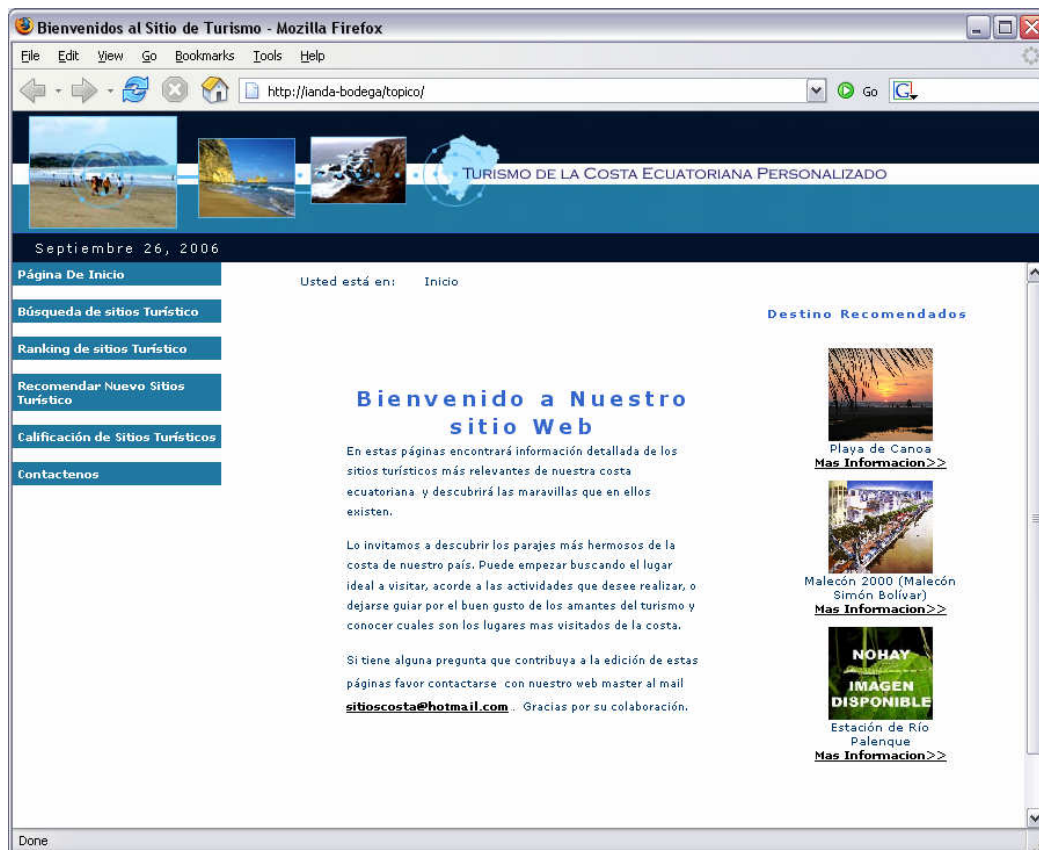 Bienvenidos al Sitio de Turismo - Mozilla Firefox
File Edit View Go Bookmarks Tools Help
http://ianda-bodega/topico/
Go
G
TURISMO DE LA COSTA ECUATORIANA PERSONALIZADO
Septiembre 26, 2006
Página De Inicio
Búsqueda de sitios Turístico
Ranking de sitios Turístico
Recomendar Nuevo Sitios
Turístico
Calificación de Sitios Turísticos
Contactenos
Usted está en: Inicio
Bienvenido a Nuestro
sitio Web
En estas páginas encontrará información detallada de los
sitios turísticos más relevantes de nuestra costa
ecuatoriana y descubrirá las maravillas que en ellos
existen.
Lo invitamos a descubrir los parajes más hermosos de la
costa de nuestro país. Puede empezar buscando el lugar
ideal a visitar, acorde a las actividades que desee realizar, o
dejarse guiar por el buen gusto de los amantes del turismo y
conocer cuales son los lugares mas visitados de la costa.
Si tiene alguna pregunta que contribuya a la edición de estas
páginas favor contactarse con nuestro web master al mail
sitioscosta@hotmail.com . Gracias por su colaboración.
Destino Recomendados
Playa de Canoa
Mas Informacion>>
Malecón 2000 (Malecón
Simón Bolívar)
Mas Informacion>>
NOHAY
IMAGEN
DISPONIBLE
Estación de Río
Palenque
Mas Informacion>>
Done